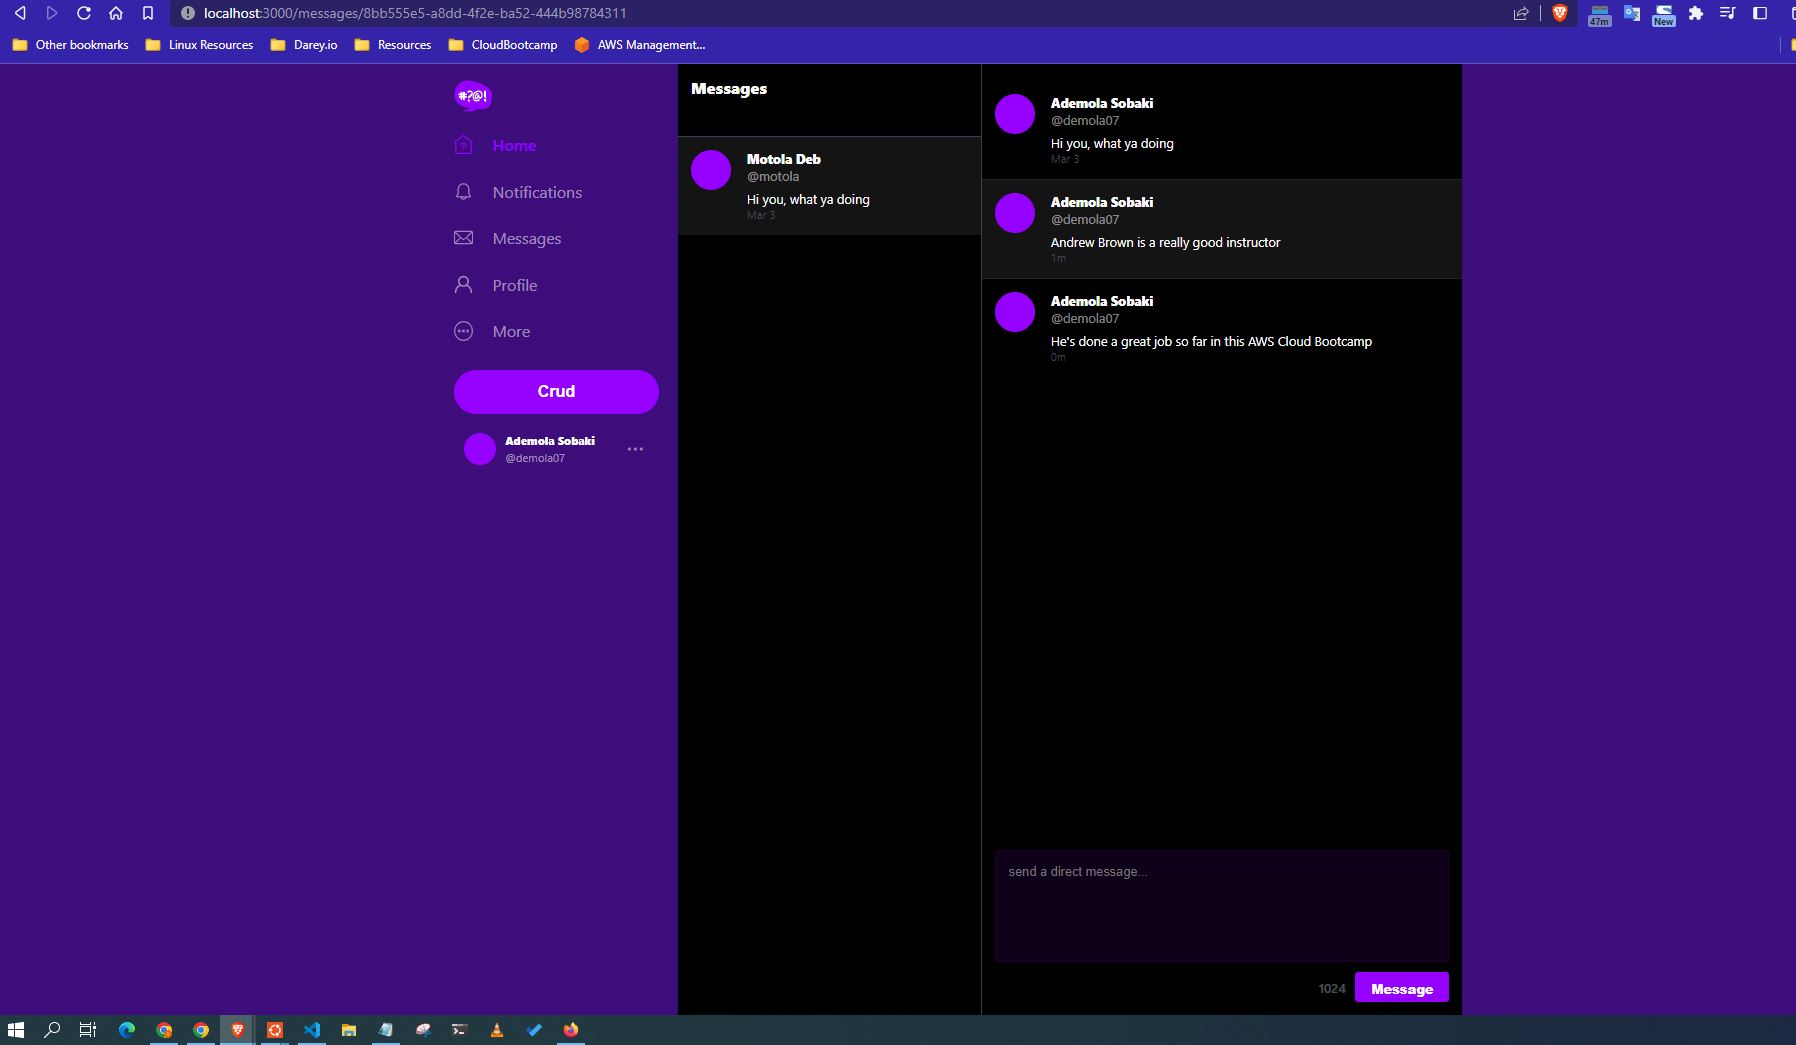 localhost:3000/messages/8bb555e5-a8dd-4f2e-ba52-444b98784311
47m
New
Other bookmarks
Linux Resources
Darey.io
Resources
CloudBootcamp
AWS Management...
#?@!
Home
Notifications
Messages
Profile
More
Crud
Ademola Sobaki
@demola07
Messages
Motola Deb
@motola
Hi you, what ya doing
Mar 3
Ademola Sobaki
@demola07
Hi you, what ya doing
Mar 3
Ademola Sobaki
@demola07
Andrew Brown is a really good instructor
1m
Ademola Sobaki
@demola07
He's done a great job so far in this AWS Cloud Bootcamp
0m
send a direct message...
1024
Message